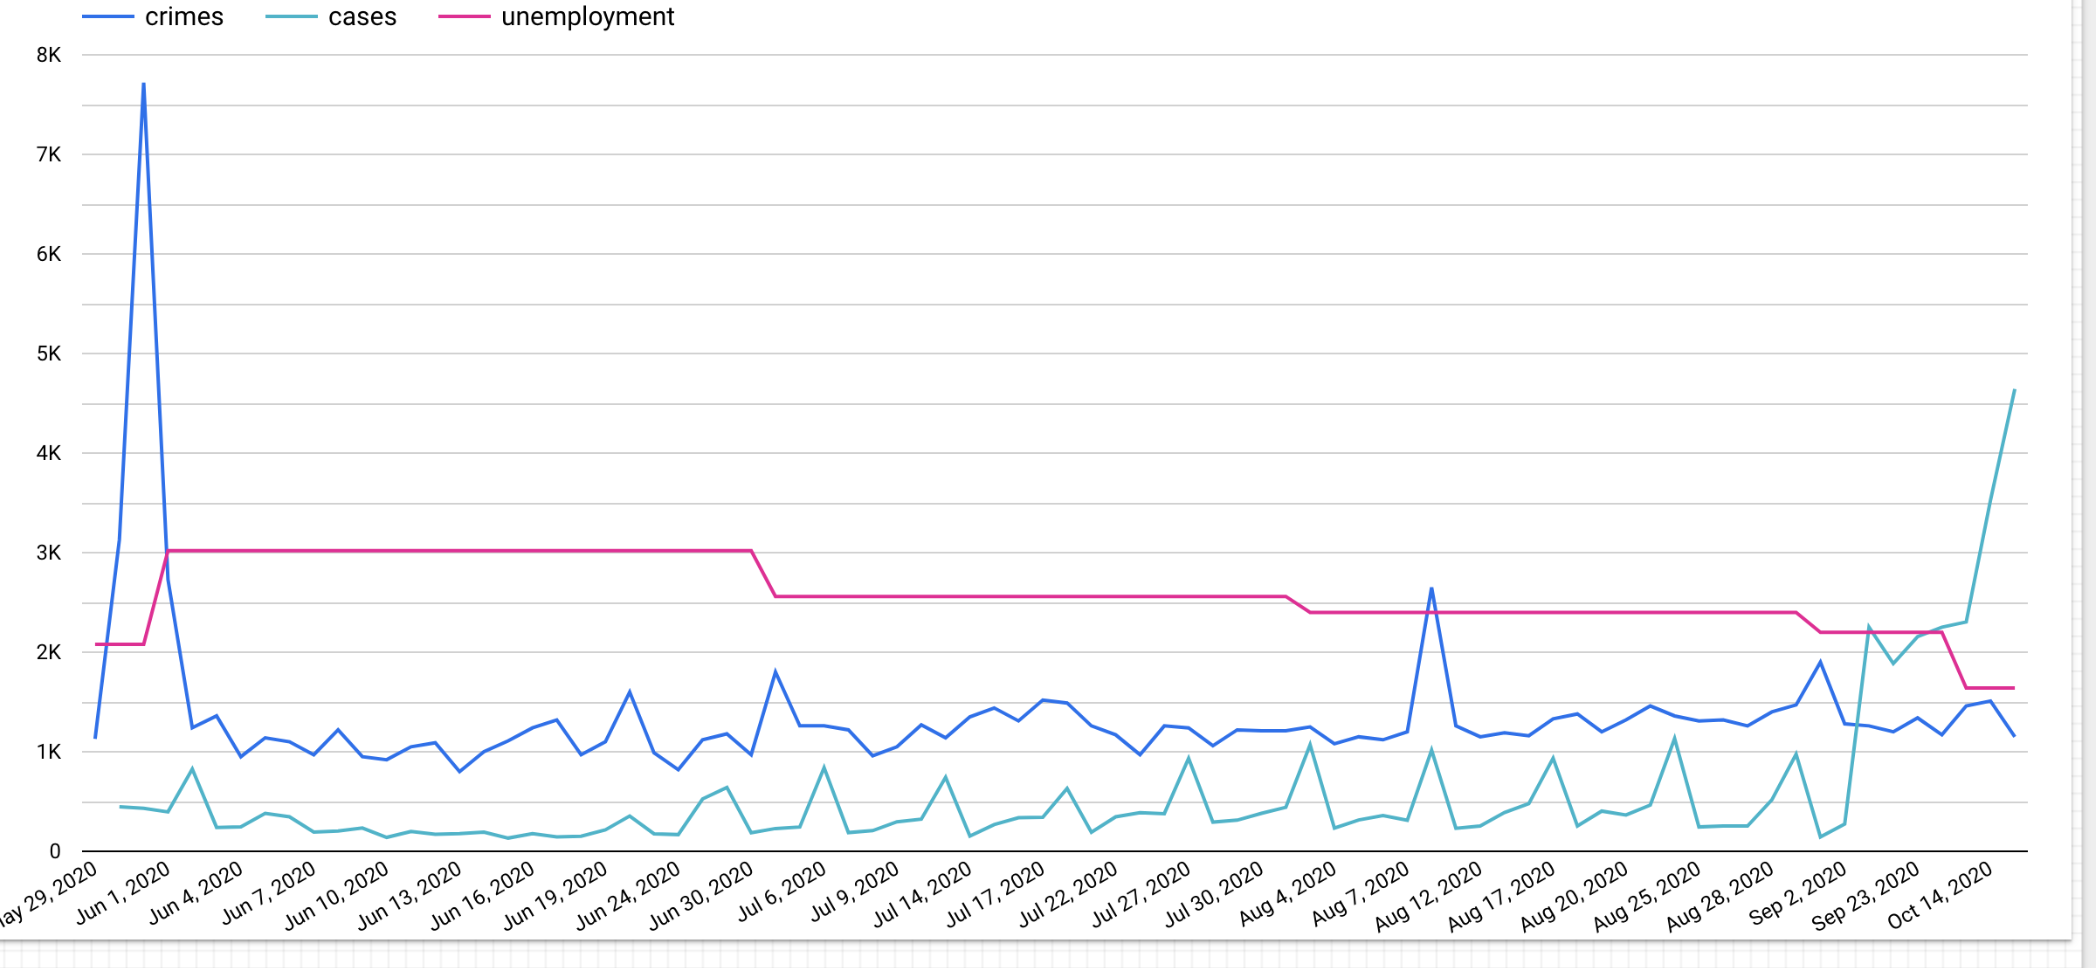 crimes cases unemployment
8K
7K
6K
5K
4K
3K
2K
1K
0
ay 29, 2020
Jun 1, 2020
Jun 4, 2020
Jun 7, 2020
Jun 10, 2020
Jun 13, 2020
Jun 16, 2020
Jun 19, 2020
Jun 24, 2020
Jun 30, 2020
Jul 6, 2020
Jul 9, 2020
Jul 14, 2020
Jul 17, 2020
Jul 22, 2020
Jul 27, 2020
Jul 30, 2020
Aug 4, 2020
Aug 7, 2020
Aug 12, 2020
Aug 17, 2020
Aug 20, 2020
Aug 25, 2020
Aug 28, 2020
Sep 2, 2020
Sep 23, 2020
Oct 14, 2020